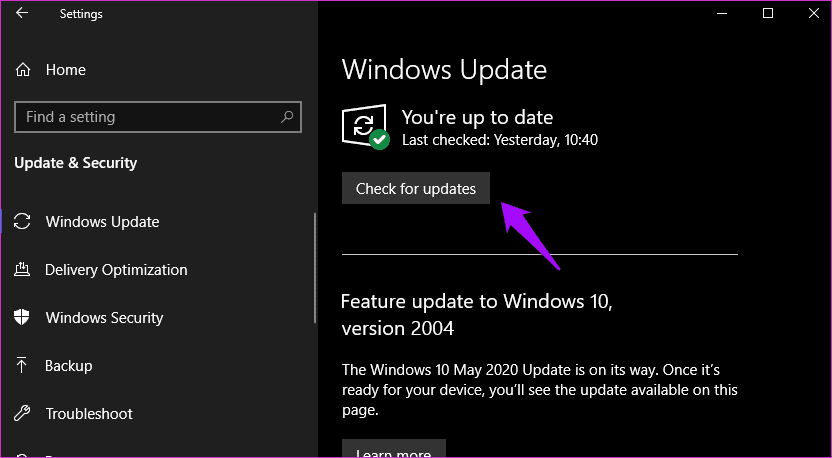 Settings
Home
Find a setting
Update & Security
Windows Update
Delivery Optimization
Windows Security
Backup
Troubleshoot
Windows Update
You're up to date
Last checked: Yesterday, 10:40
Check for updates
Feature update to Windows 10,
version 2004
The Windows 10 May 2020 Update is on its way. Once it's
ready for your device, you'll see the update available on this
page.
Learn more